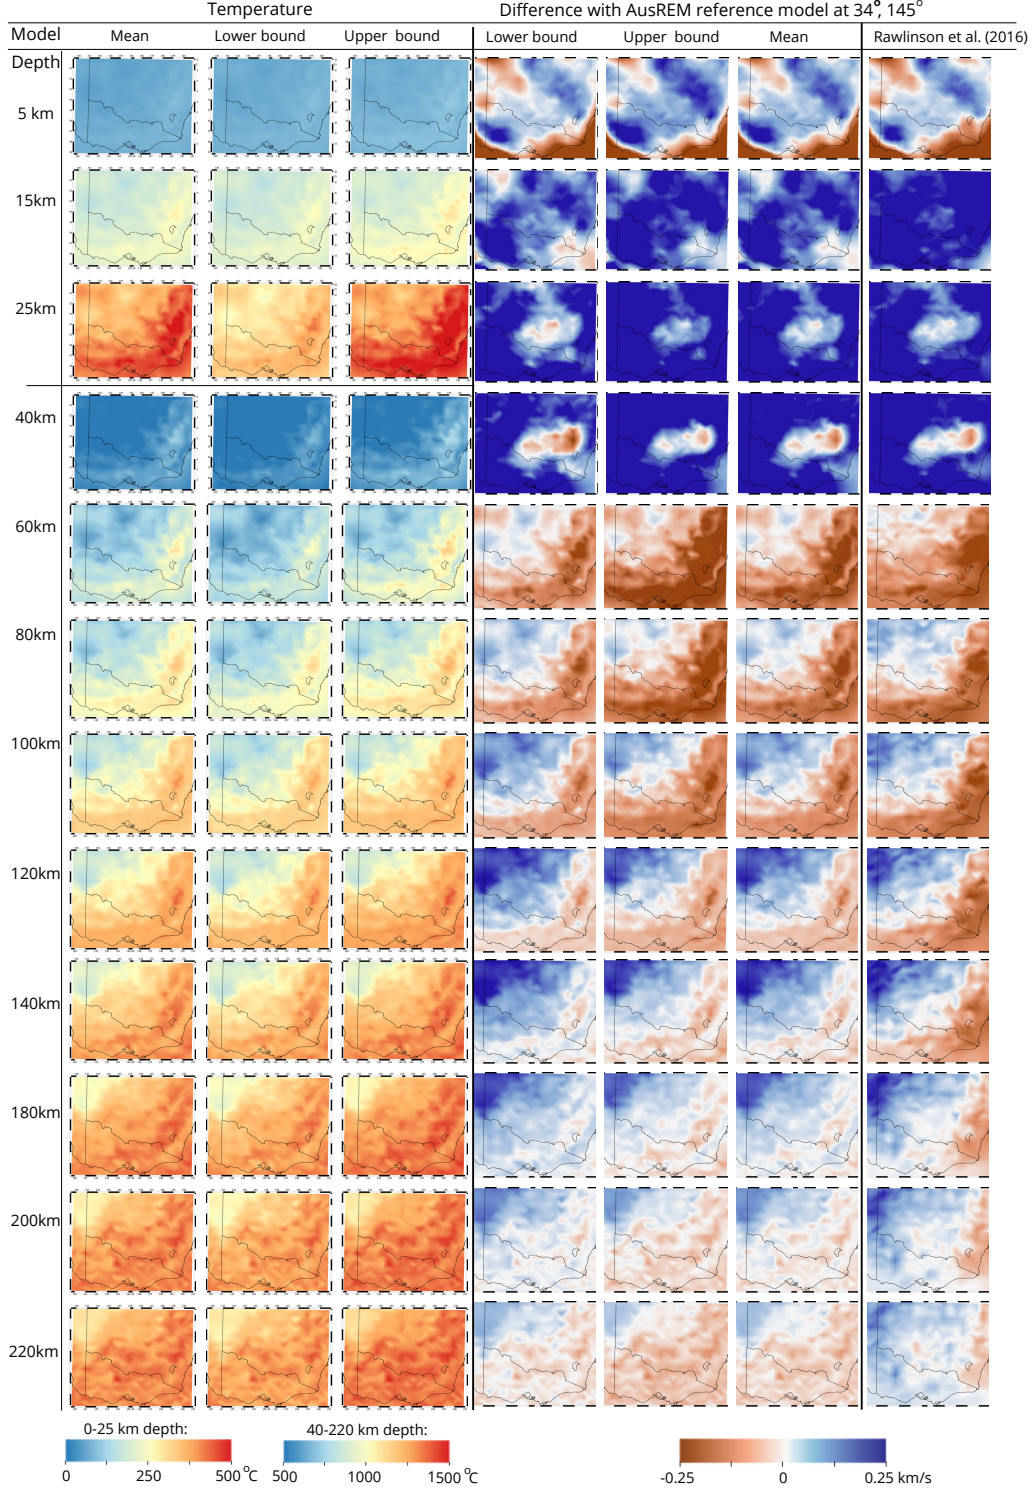 Temperature
Difference with AusREM reference model at 34°, 145°
Model
Mean
Lower bound
Upper bound
Lower bound
Upper bound
Mean
Rawlinson et al. (2016)
Depth
5 km
15km
25km
40km
60km
80km
100km
120km
140km
180km
200km
220km
0-25 km depth:
40-220 km depth:
0 250 500 °C
500 1000 1500 °C
-0.25 0 0.25 km/s